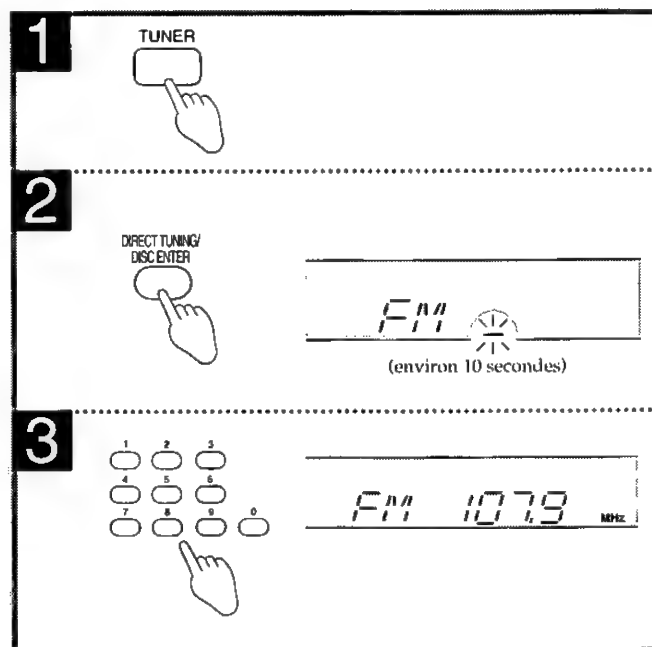 1
TUNER
2
DIRECT TUNING/
DISC ENTER
FM –
(environ 10 secondes)
3
1 2 3
4 5 6
7 8 9 0
FM 107.9 MHz